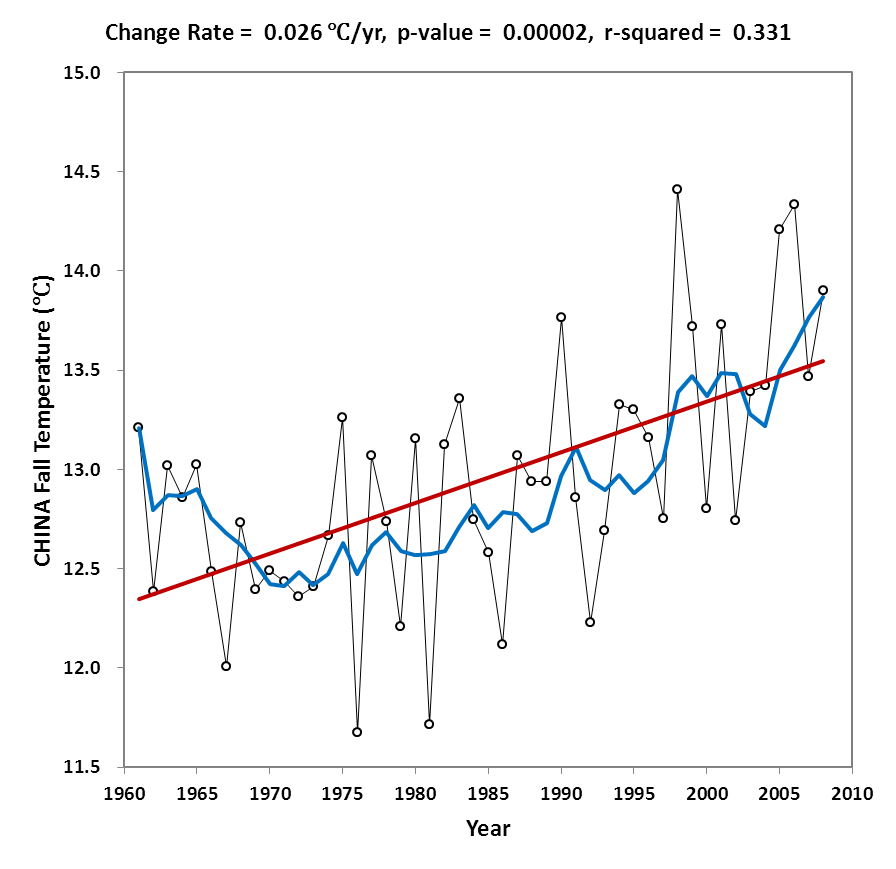 Change Rate = 0.026 ℃/yr, p-value = 0.00002, r-squared = 0.331
15.0
14.5
14.0
13.5
13.0
12.5
12.0
11.5
CHINA Fall Temperature (℃)
1960 1965 1970 1975 1980 1985 1990 1995 2000 2005 2010
Year